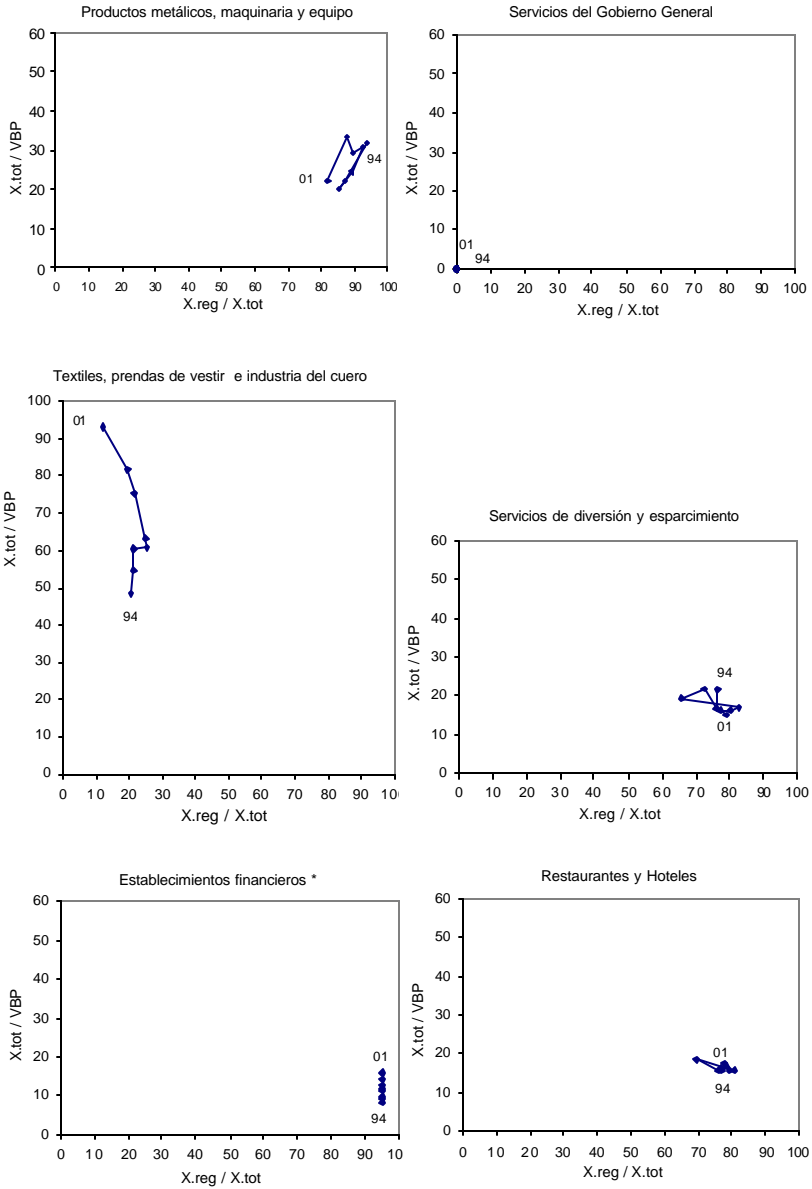 Productos metálicos, maquinaria y equipo
60
50
40
30
20
10
0
X.tot / VBP
94
01
0 10 20 30 40 50 60 70 80 90 100
X.reg / X.tot
Servicios del Gobierno General
60
50
40
30
20
10
0
X.tot / VBP
01
94
0 10 20 30 40 50 60 70 80 90 100
X.reg / X.tot
Textiles, prendas de vestir e industria del cuero
100
90
80
70
60
50
40
30
20
10
0
X.tot / VBP
01
94
0 10 20 30 40 50 60 70 80 90 10
X.reg / X.tot
Servicios de diversión y esparcimiento
60
50
40
30
20
10
0
X.tot / VBP
94
01
0 10 20 30 40 50 60 70 80 90 100
X.reg / X.tot
Establecimientos financieros *
60
50
40
30
20
10
0
X.tot / VBP
01
94
0 10 20 30 40 50 60 70 80 90 10
X.reg / X.tot
Restaurantes y Hoteles
60
50
40
30
20
10
0
X.tot / VBP
01
94
0 10 20 30 40 50 60 70 80 90 100
X.reg / X.tot